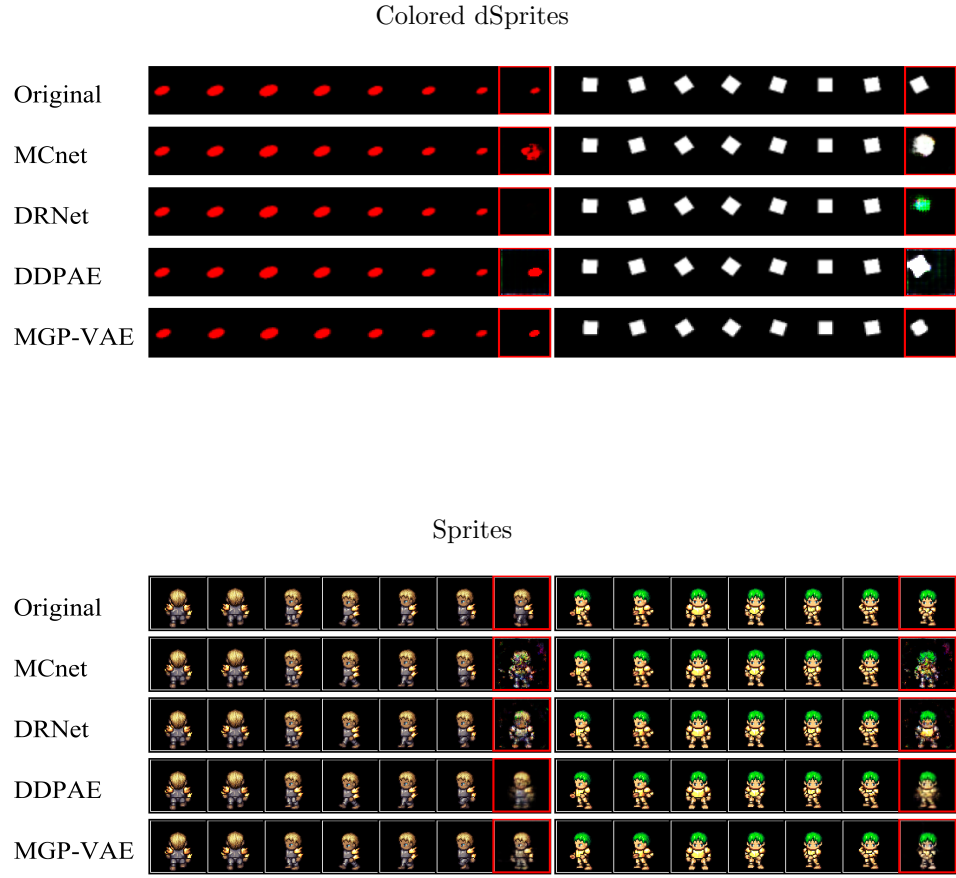 Colored dSprites
Original
MCnet
DRNet
DDPAE
MGP-VAE
Sprites
Original
MCnet
DRNet
DDPAE
MGP-VAE